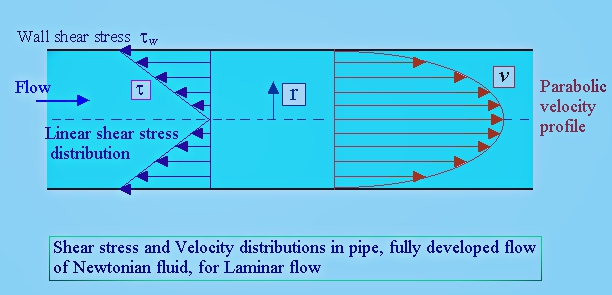 Wall shear stress τw
Flow
τ
r
v
Linear shear stress
distribution
Parabolic
velocity
profile
Shear stress and Velocity distributions in pipe, fully developed flow
of Newtonian fluid, for Laminar flow